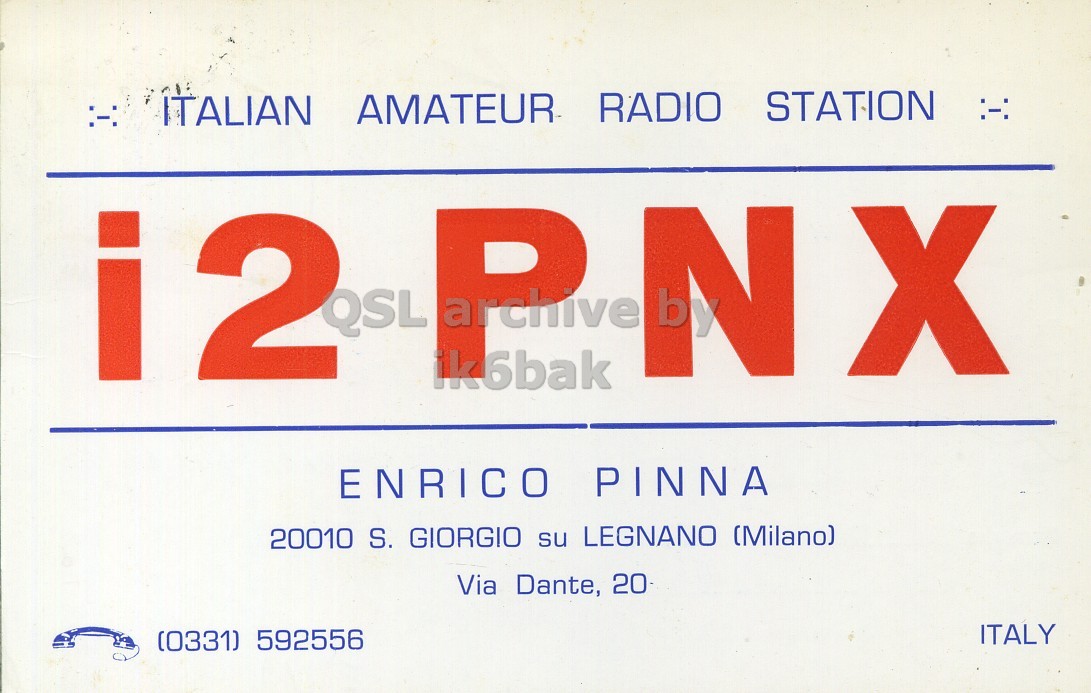 :-: ITALIAN AMATEUR RADIO STATION :-:
i2PNX
QSL archive by
ik6bak
ENRICO PINNA
20010 S. GIORGIO su LEGNANO (Milano)
Via Dante, 20
(0331) 592556
ITALY